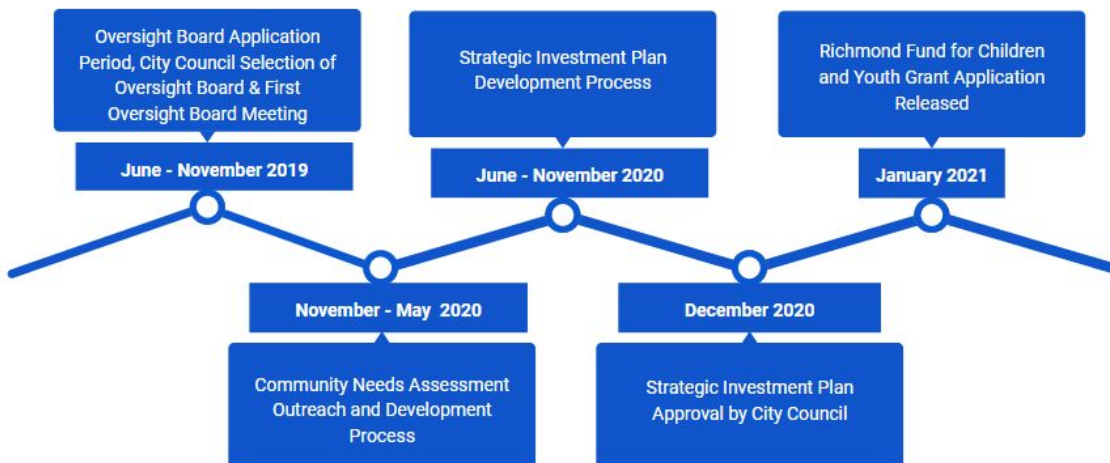 Oversight Board Application
Period, City Council Selection of
Oversight Board & First
Oversight Board Meeting
June - November 2019
Strategic Investment Plan
Development Process
June - November 2020
Richmond Fund for Children
and Youth Grant Application
Released
January 2021
November - May 2020
Community Needs Assessment
Outreach and Development
Process
December 2020
Strategic Investment Plan
Approval by City Council